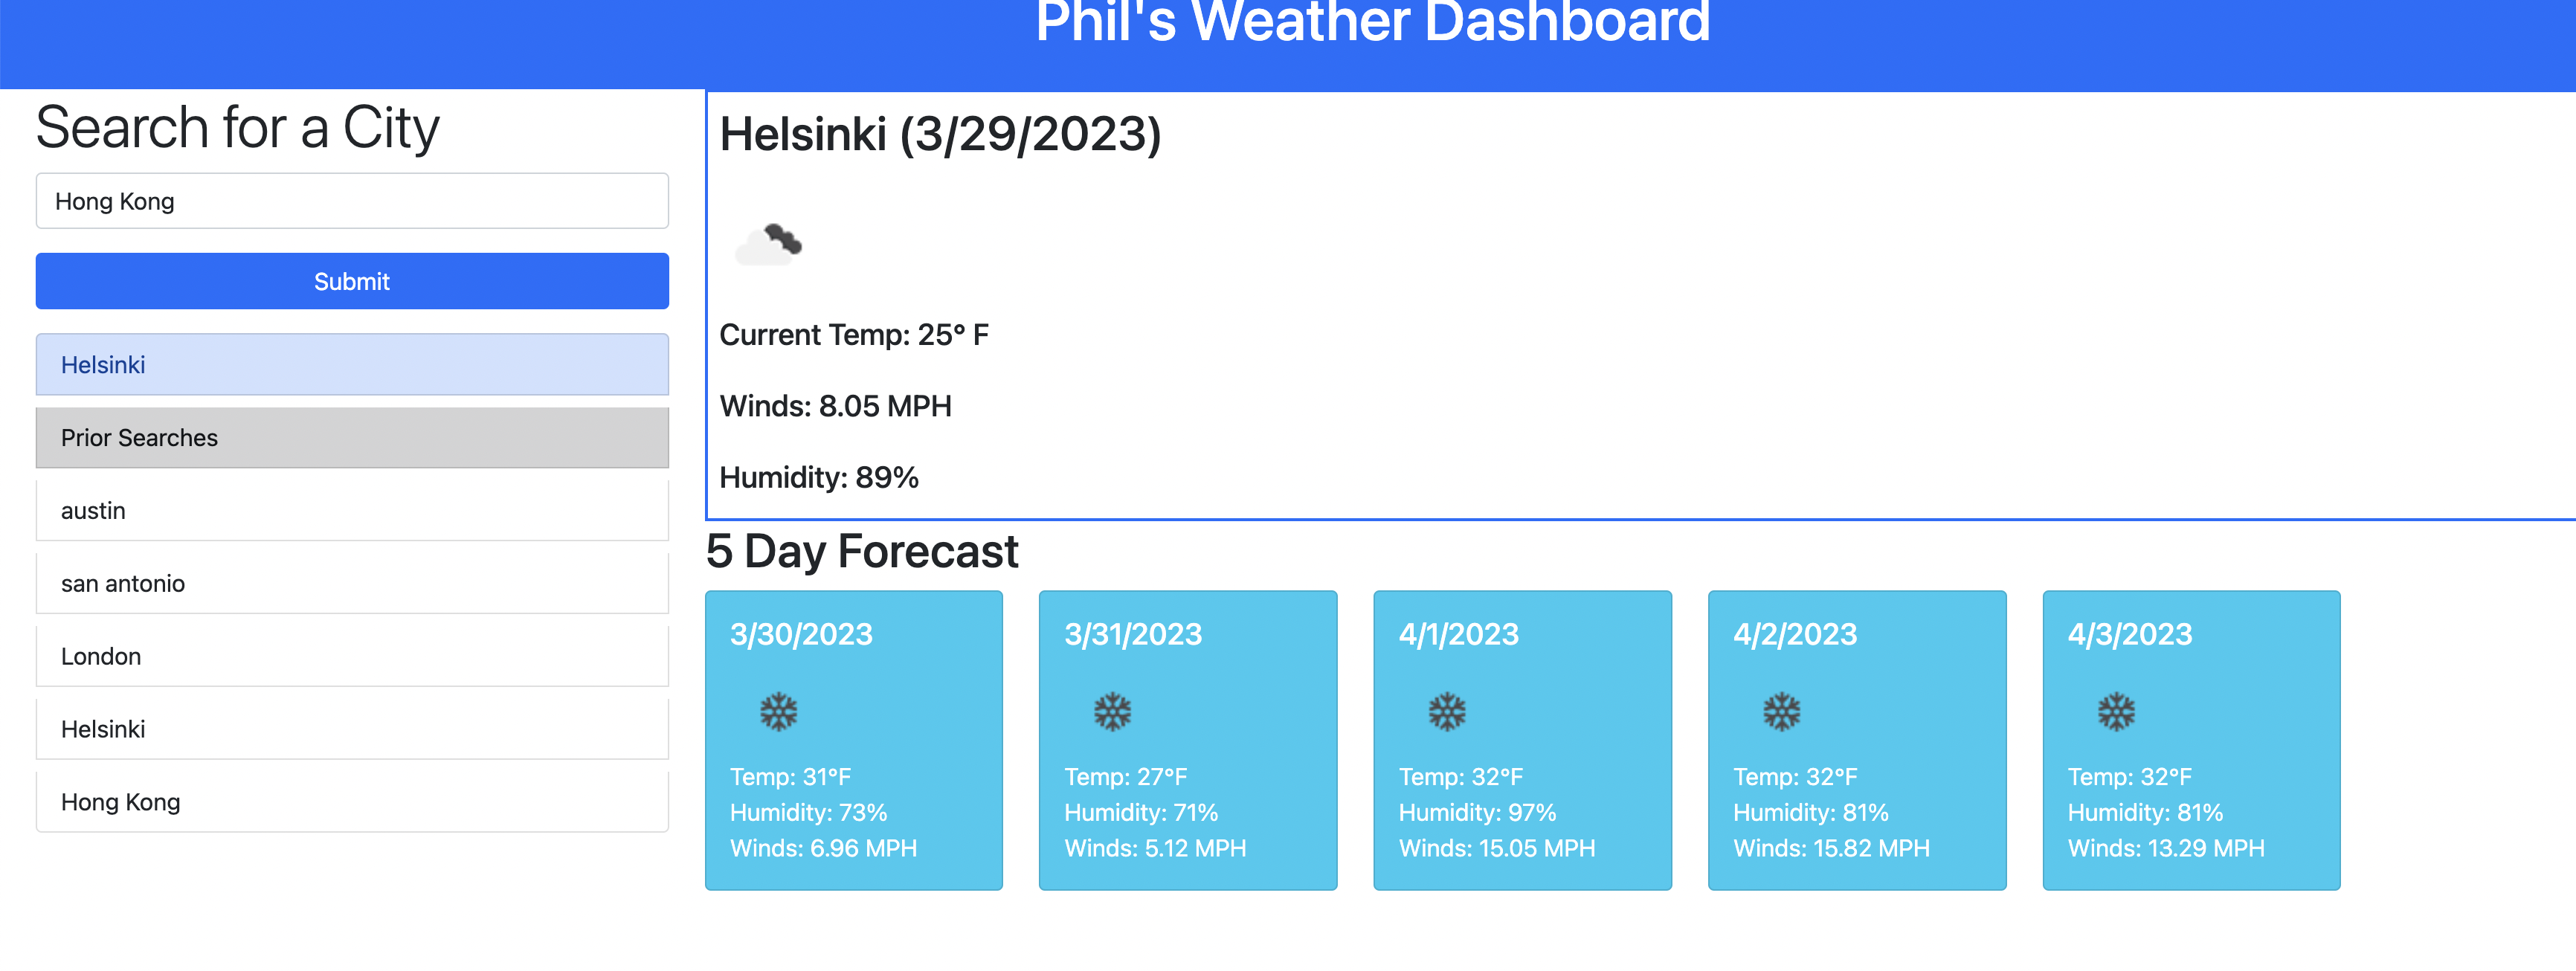 Phil's Weather Dashboard
Search for a City
Hong Kong
Submit
Helsinki
Prior Searches
austin
san antonio
London
Helsinki
Hong Kong
Helsinki (3/29/2023)
Current Temp: 25° F
Winds: 8.05 MPH
Humidity: 89%
5 Day Forecast
3/30/2023
Temp: 31°F
Humidity: 73%
Winds: 6.96 MPH
3/31/2023
Temp: 27°F
Humidity: 71%
Winds: 5.12 MPH
4/1/2023
Temp: 32°F
Humidity: 97%
Winds: 15.05 MPH
4/2/2023
Temp: 32°F
Humidity: 81%
Winds: 15.82 MPH
4/3/2023
Temp: 32°F
Humidity: 81%
Winds: 13.29 MPH